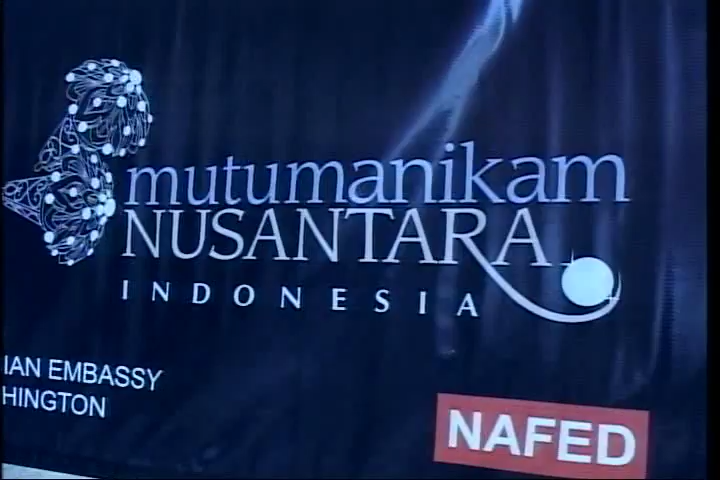 mutumanikam
NUSANTARA
INDONESIA
IAN EMBASSY
HINGTON
NAFED